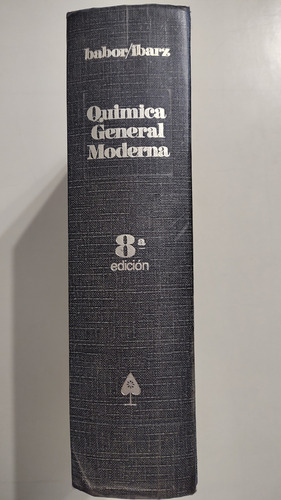 babor/Ibarz
Química
General
Moderna
8ª
edición